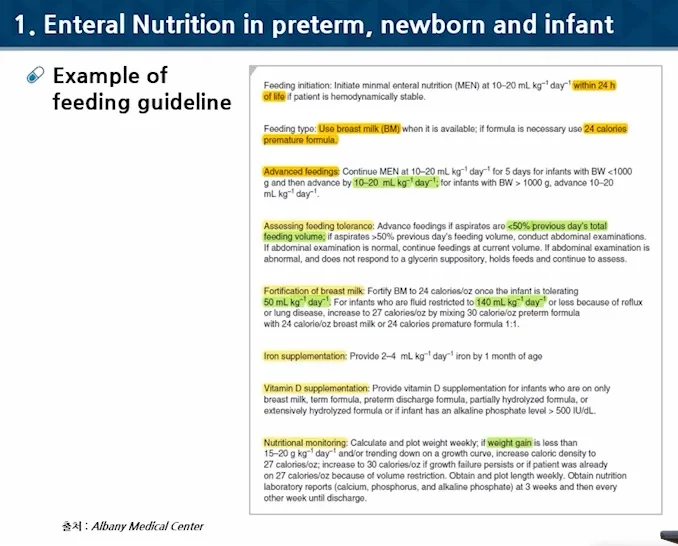 1. Enteral Nutrition in preterm, newborn and infant
Example of
feeding guideline
Feeding initiation: Initiate minmal enteral nutrition (MEN) at 10–20 mL kg⁻¹ day⁻¹ within 24 h
of life if patient is hemodynamically stable.
Feeding type: Use breast milk (BM) when it is available; if formula is necessary use 24 calories
premature formula.
Advanced feedings: Continue MEN at 10–20 mL kg⁻¹ day⁻¹ for 5 days for infants with BW <1000
g and then advance by 10–20 mL kg⁻¹ day⁻¹; for infants with BW > 1000 g, advance 10–20
mL kg⁻¹ day⁻¹.
Assessing feeding tolerance: Advance feedings if aspirates are <50% previous day's total
feeding volume; if aspirates >50% previous day's feeding volume, conduct abdominal examinations.
If abdominal examination is normal, continue feedings at current volume. If abdominal examination is
abnormal, and does not respond to a glycerin suppository, holds feeds and continue to assess.
Fortification of breast milk: Fortify BM to 24 calories/oz once the infant is tolerating
50 mL kg⁻¹ day⁻¹. For infants who are fluid restricted to 140 mL kg⁻¹ day⁻¹ or less because of reflux
or lung disease, increase to 27 calories/oz by mixing 30 calorie/oz preterm formula
with 24 calorie/oz breast milk or 24 calories premature formula 1:1.
Iron supplementation: Provide 2–4 mL kg⁻¹ day⁻¹ iron by 1 month of age
Vitamin D supplementation: Provide vitamin D supplementation for infants who are on only
breast milk, term formula, preterm discharge formula, partially hydrolyzed formula, or
extensively hydrolyzed formula or if infant has an alkaline phosphate level > 500 IU/dL.
Nutritional monitoring: Calculate and plot weight weekly; if weight gain is less than
15–20 g kg⁻¹ day⁻¹ and/or trending down on a growth curve, increase caloric density to
27 calories/oz; increase to 30 calories/oz if growth failure persists or if patient was already
on 27 calories/oz because of volume restriction. Obtain and plot length weekly. Obtain nutrition
laboratory reports (calcium, phosphorus, and alkaline phosphate) at 3 weeks and then every
other week until discharge.
출처 : Albany Medical Center